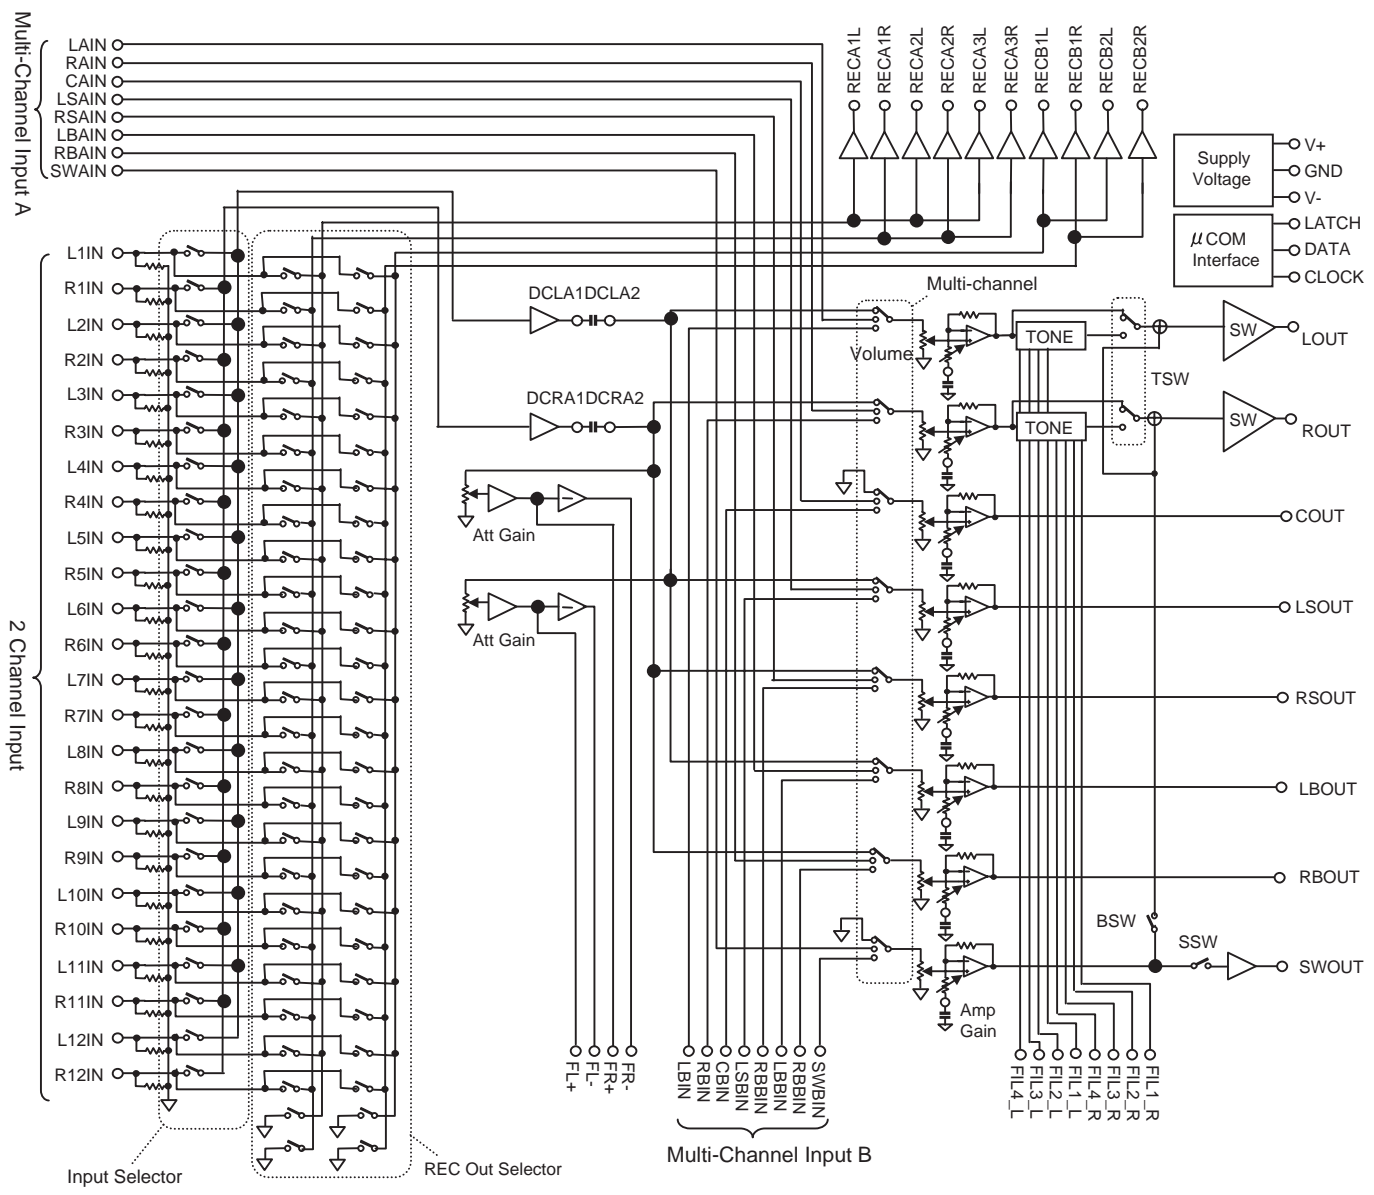 Multi-Channel Input A
LAIN
RAIN
CAIN
LSAIN
RSAIN
LBAIN
RBAIN
SWAIN
RECA1L
RECA1R
RECA2L
RECA2R
RECA3L
RECA3R
RECB1L
RECB1R
RECB2L
RECB2R
Supply
Voltage
V+
GND
V-
μCOM
Interface
LATCH
DATA
CLOCK
2 Channel Input
L1IN
R1IN
L2IN
R2IN
L3IN
R3IN
L4IN
R4IN
L5IN
R5IN
L6IN
R6IN
L7IN
R7IN
L8IN
R8IN
L9IN
R9IN
L10IN
R10IN
L11IN
R11IN
L12IN
R12IN
DCLA1DCLA2
DCRA1DCRA2
Att Gain
Att Gain
Multi-channel
Volume
TONE
TONE
TSW
SW
SW
LOUT
ROUT
COUT
LSOUT
RSOUT
LBOUT
RBOUT
BSW
SSW
SWOUT
Amp
Gain
FL+
FL-
FR+
FR-
LBIN
RBIN
CBIN
LSBIN
RBBIN
LBBIN
RBBIN
SWBIN
FIL4_L
FIL3_L
FIL2_L
FIL1_L
FIL4_R
FIL3_R
FIL2_R
FIL1_R
Multi-Channel Input B
Input Selector
REC Out Selector